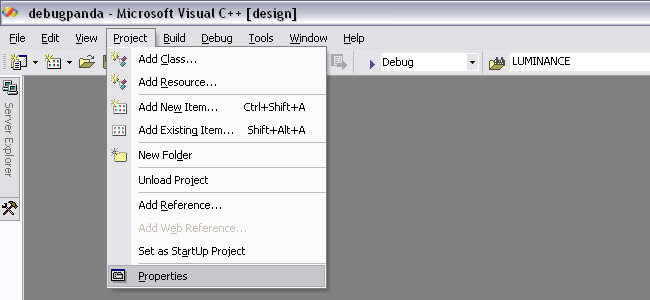 debugpanda - Microsoft Visual C++ [design]
File Edit View Project Build Debug Tools Window Help
Debug LUMINANCE
Server Explorer
Add Class...
Add Resource...
Add New Item... Ctrl+Shift+A
Add Existing Item... Shift+Alt+A
New Folder
Unload Project
Add Reference...
Add Web Reference...
Set as StartUp Project
Properties